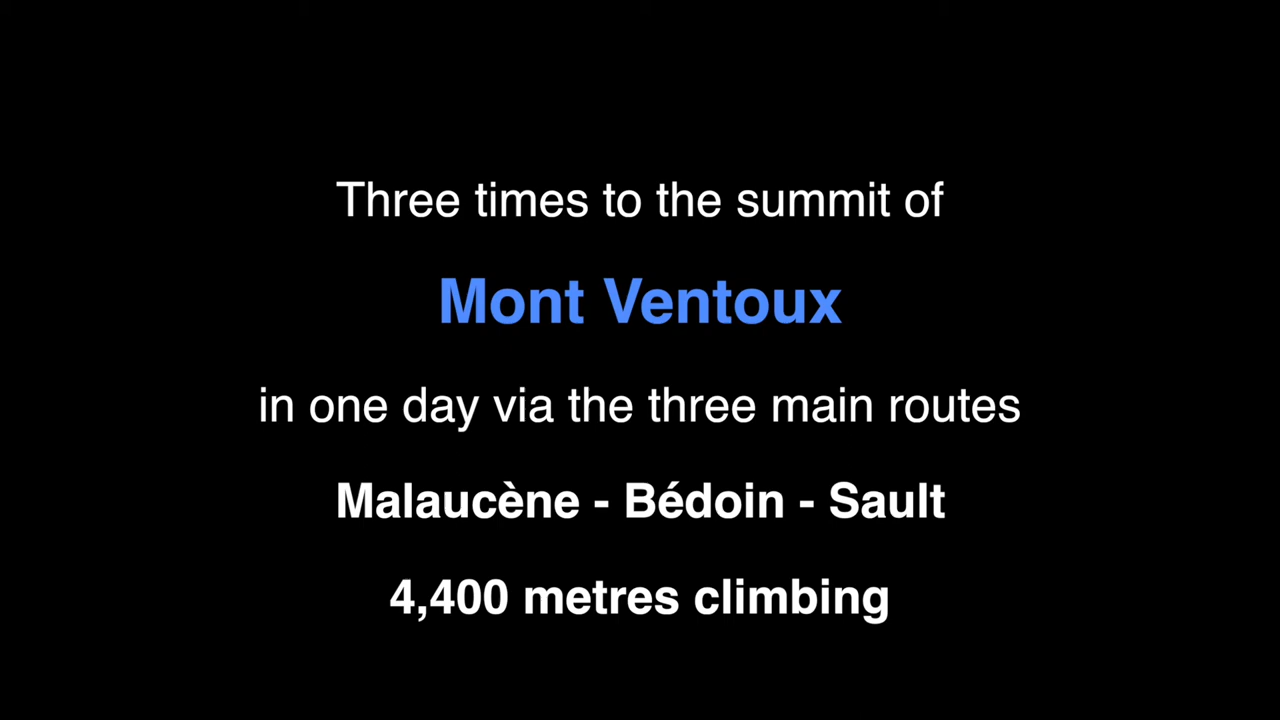 Three times to the summit of
Mont Ventoux
in one day via the three main routes
Malaucène - Bédoin - Sault
4,400 metres climbing